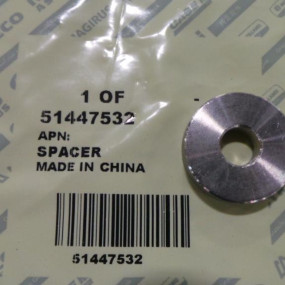 1 OF
51447532
APN:
SPACER
MADE IN CHINA
51447532